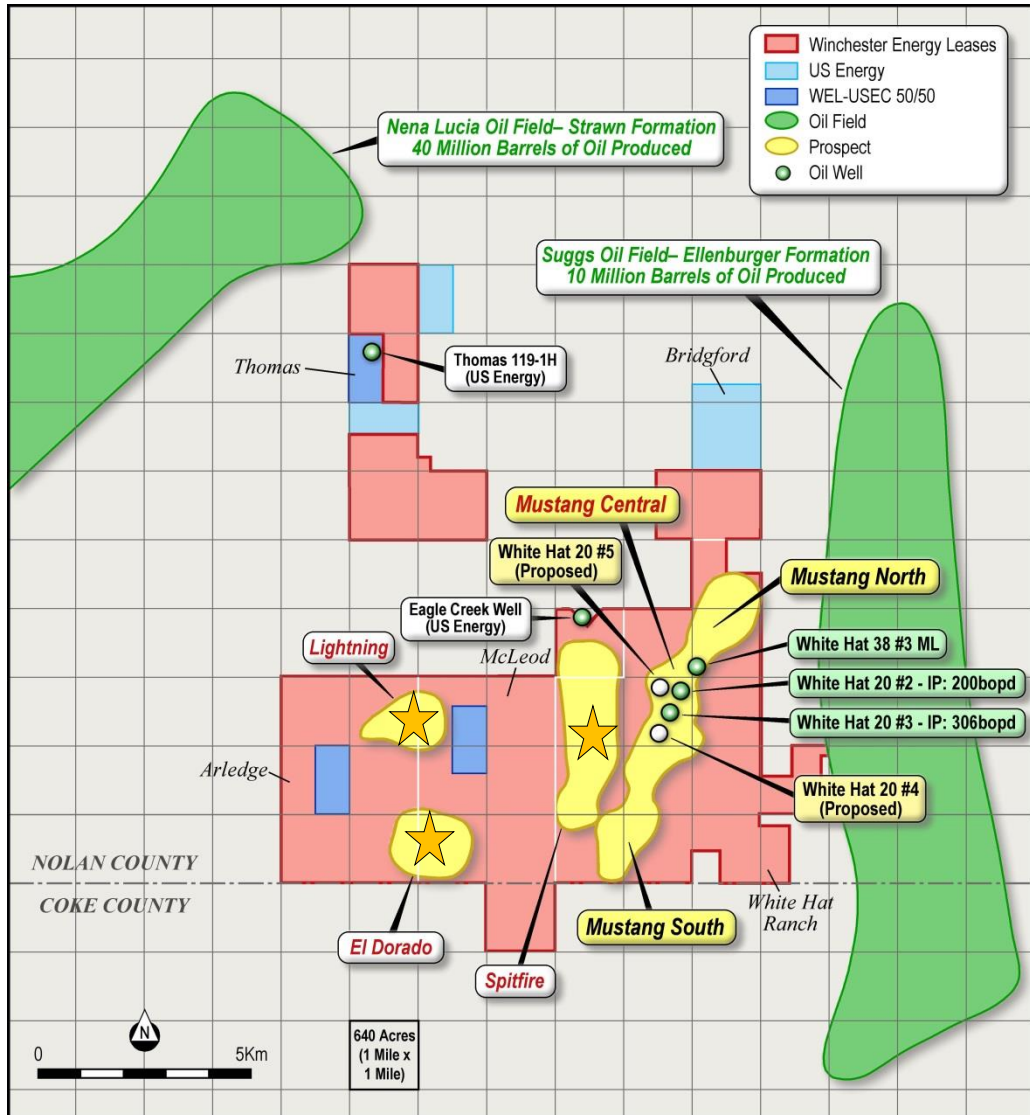 Winchester Energy Leases
US Energy
WEL-USEC 50/50
Oil Field
Prospect
Oil Well
Nena Lucia Oil Field– Strawn Formation
40 Million Barrels of Oil Produced
Suggs Oil Field– Ellenburger Formation
10 Million Barrels of Oil Produced
Thomas
Thomas 119-1H
(US Energy)
Bridgford
Mustang Central
White Hat 20 #5
(Proposed)
Mustang North
Eagle Creek Well
(US Energy)
Lightning
McLeod
White Hat 38 #3 ML
White Hat 20 #2 - IP: 200bopd
White Hat 20 #3 - IP: 306bopd
Arledge
White Hat 20 #4
(Proposed)
NOLAN COUNTY
COKE COUNTY
White Hat
Ranch
Mustang South
El Dorado
Spitfire
N
0
5Km
640 Acres
(1 Mile x
1 Mile)